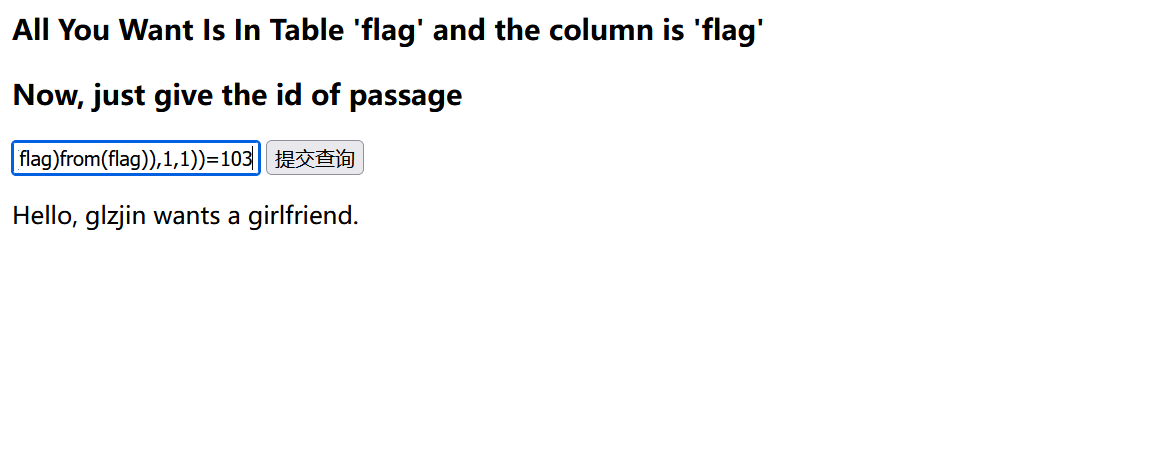 All You Want Is In Table 'flag' and the column is 'flag'
Now, just give the id of passage
flag)from(flag)),1,1))=103 提交查询
Hello, glzjin wants a girlfriend.